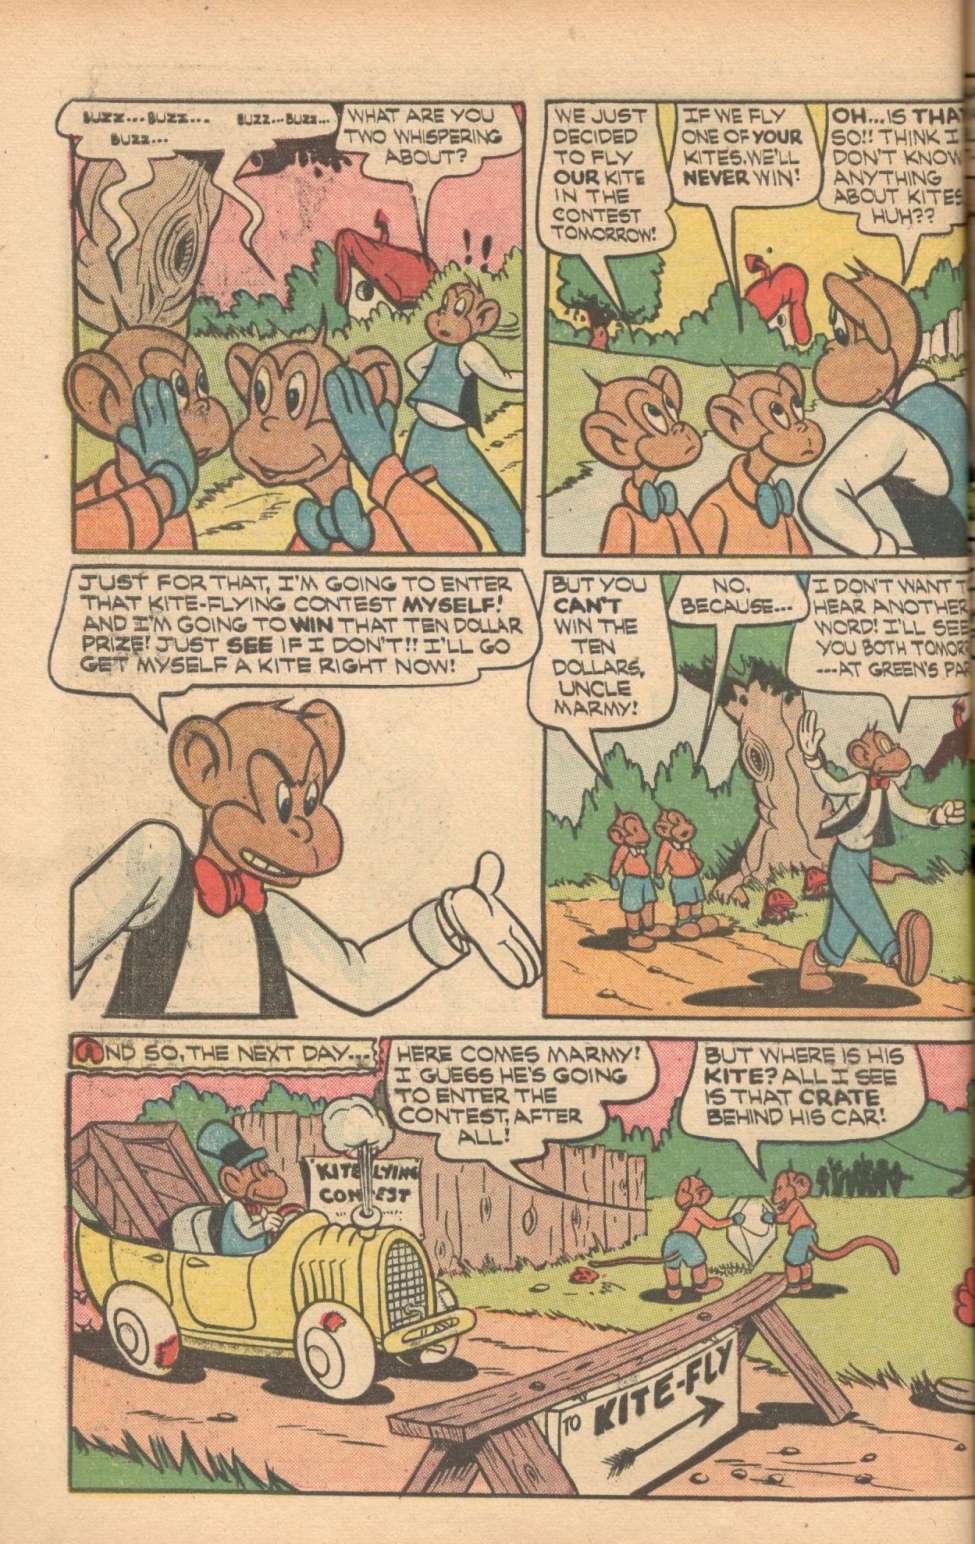 BUZZ...BUZZ...
BUZZ...
BUZZ...BUZZ...
WHAT ARE YOU
TWO WHISPERING
ABOUT?
!!
WE JUST
DECIDED
TO FLY
OUR KITE
IN THE
CONTEST
TOMORROW!
IF WE FLY
ONE OF YOUR
KITES, WE'LL
NEVER WIN!
OH...IS THAT
SO!! THINK I
DON'T KNOW
ANYTHING
ABOUT KITES
HUH??
JUST FOR THAT, I'M GOING TO ENTER
THAT KITE-FLYING CONTEST MYSELF!
AND I'M GOING TO WIN THAT TEN DOLLAR
PRIZE! JUST SEE IF I DON'T!! I'LL GO
GET MYSELF A KITE RIGHT NOW!
BUT YOU
CAN'T
WIN THE
TEN
DOLLARS,
UNCLE
MARMY!
NO,
BECAUSE...
I DON'T WANT T
HEAR ANOTHER
WORD! I'LL SEE
YOU BOTH TOMOR
---AT GREEN'S PA
AND SO, THE NEXT DAY...
HERE COMES MARMY!
I GUESS HE'S GOING
TO ENTER THE
CONTEST, AFTER
ALL!
BUT WHERE IS HIS
KITE? ALL I SEE
IS THAT CRATE
BEHIND HIS CAR!
KITE LYING
CON EST
TO KITE-FLY